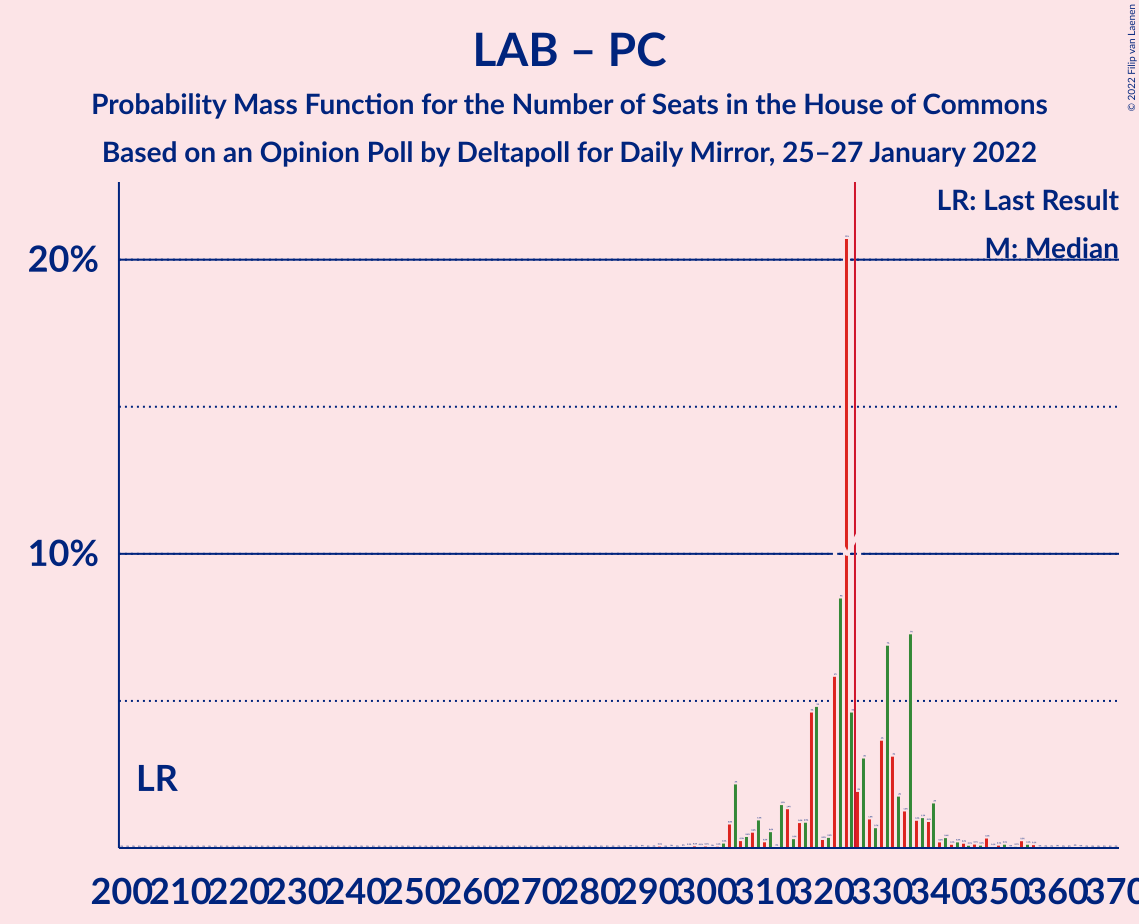 LAB – PC
Probability Mass Function for the Number of Seats in the House of Commons
Based on an Opinion Poll by Deltapoll for Daily Mirror, 25–27 January 2022
© 2022 Filip van Laenen
LR: Last Result
M: Median
20%
10%
LR
200 210 220 230 240 250 260 270 280 290 300 310 320 330 340 350 360 370